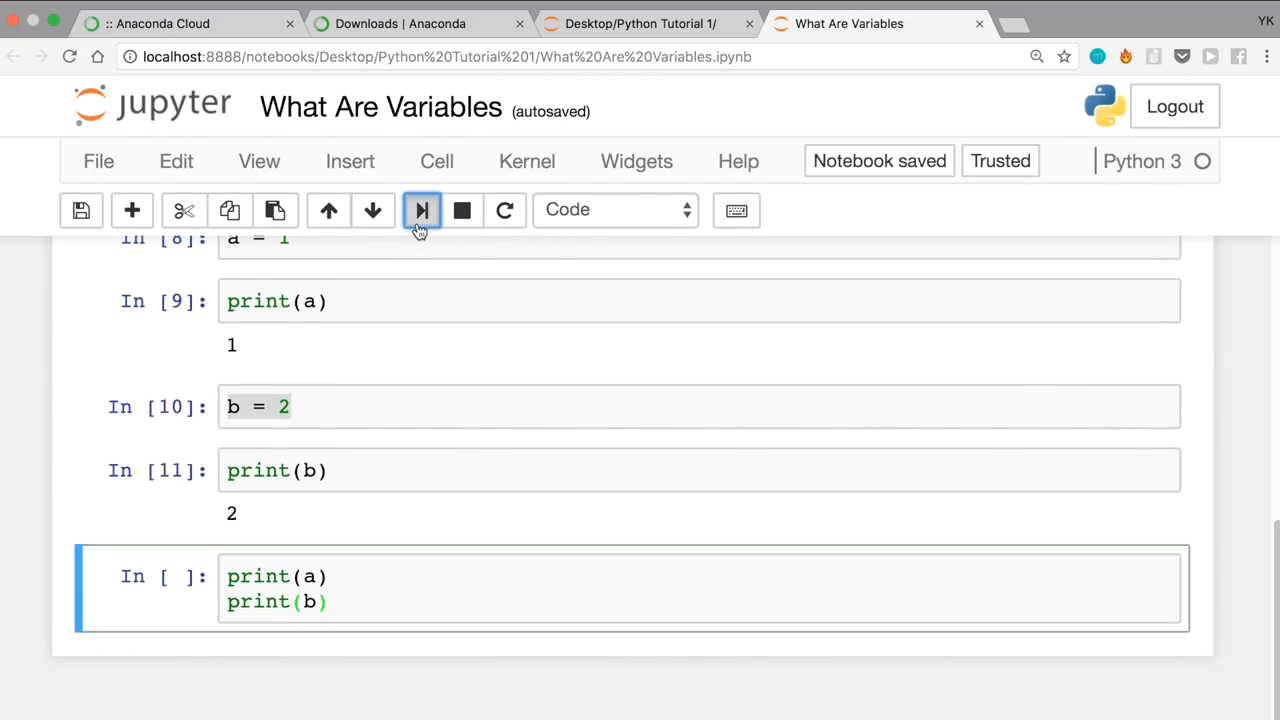 :: Anaconda Cloud
Downloads | Anaconda
Desktop/Python Tutorial 1/
What Are Variables
YK
localhost:8888/notebooks/Desktop/Python%20Tutorial%201/What%20Are%20Variables.ipynb
jupyter What Are Variables (autosaved)
Logout
File Edit View Insert Cell Kernel Widgets Help Notebook saved Trusted Python 3
Code
In [8]: a = 1
In [9]: print(a)
1
In [10]: b = 2
In [11]: print(b)
2
In [ ]: print(a)
print(b)